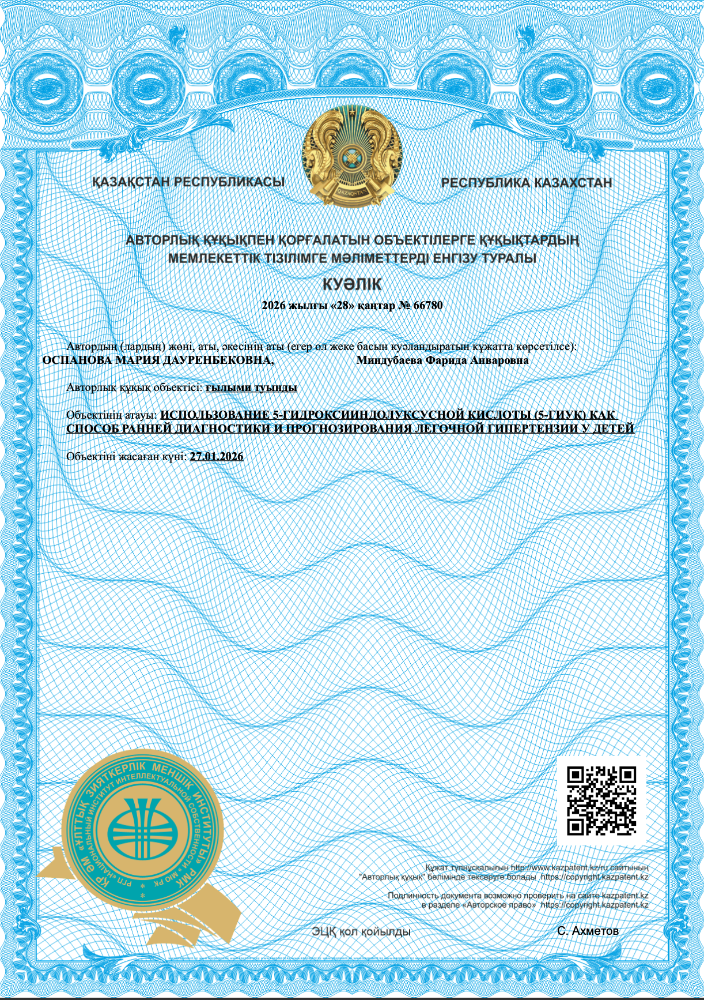 ҚАЗАҚСТАН РЕСПУБЛИКАСЫ
РЕСПУБЛИКА КАЗАХСТАН
QAZAQSTAN
АВТОРЛЫҚ ҚҰҚЫҚПЕН ҚОРҒАЛАТЫН ОБЪЕКТІЛЕРГЕ ҚҰҚЫҚТАРДЫҢ
МЕМЛЕКЕТТІК ТІЗІЛІМГЕ МӘЛІМЕТТЕРДІ ЕНГІЗУ ТУРАЛЫ
КУӘЛІК
2026 жылғы «28» қаңтар № 66780
Автордың (лардың) жөні, аты, әкесінің аты (егер ол жеке басын куәландыратын құжатта көрсетілсе):
ОСПАНОВА МАРИЯ ДАУРЕНБЕКОВНА, Миндубаева Фарида Анваровна
Авторлық құқық объектісі: ғылыми туынды
Объектінің атауы: ИСПОЛЬЗОВАНИЕ 5-ГИДРОКСИИНДОЛУКСУСНОЙ КИСЛОТЫ (5-ГИУК) КАК
СПОСОБ РАННЕЙ ДИАГНОСТИКИ И ПРОГНОЗИРОВАНИЯ ЛЕГОЧНОЙ ГИПЕРТЕНЗИИ У ДЕТЕЙ
Объектіні жасаған күні: 27.01.2026
ҚР ӘМ «ҰЛТТЫҚ ЗИЯТКЕРЛІК МЕНШІК ИНСТИТУТЫ» РМК
РГП «НАЦИОНАЛЬНЫЙ ИНСТИТУТ ИНТЕЛЛЕКТУАЛЬНОЙ СОБСТВЕННОСТИ» МЮ РК
Құжат түпнұсқалығын http://www.kazpatent.kz/ru сайтының
"Авторлық құқық" бөлімінде тексеруге болады https://copyright.kazpatent.kz
Подлинность документа возможно проверить на сайте kazpatent.kz
в разделе «Авторское право» https://copyright.kazpatent.kz
ЭЦҚ қол қойылды
С. Ахметов